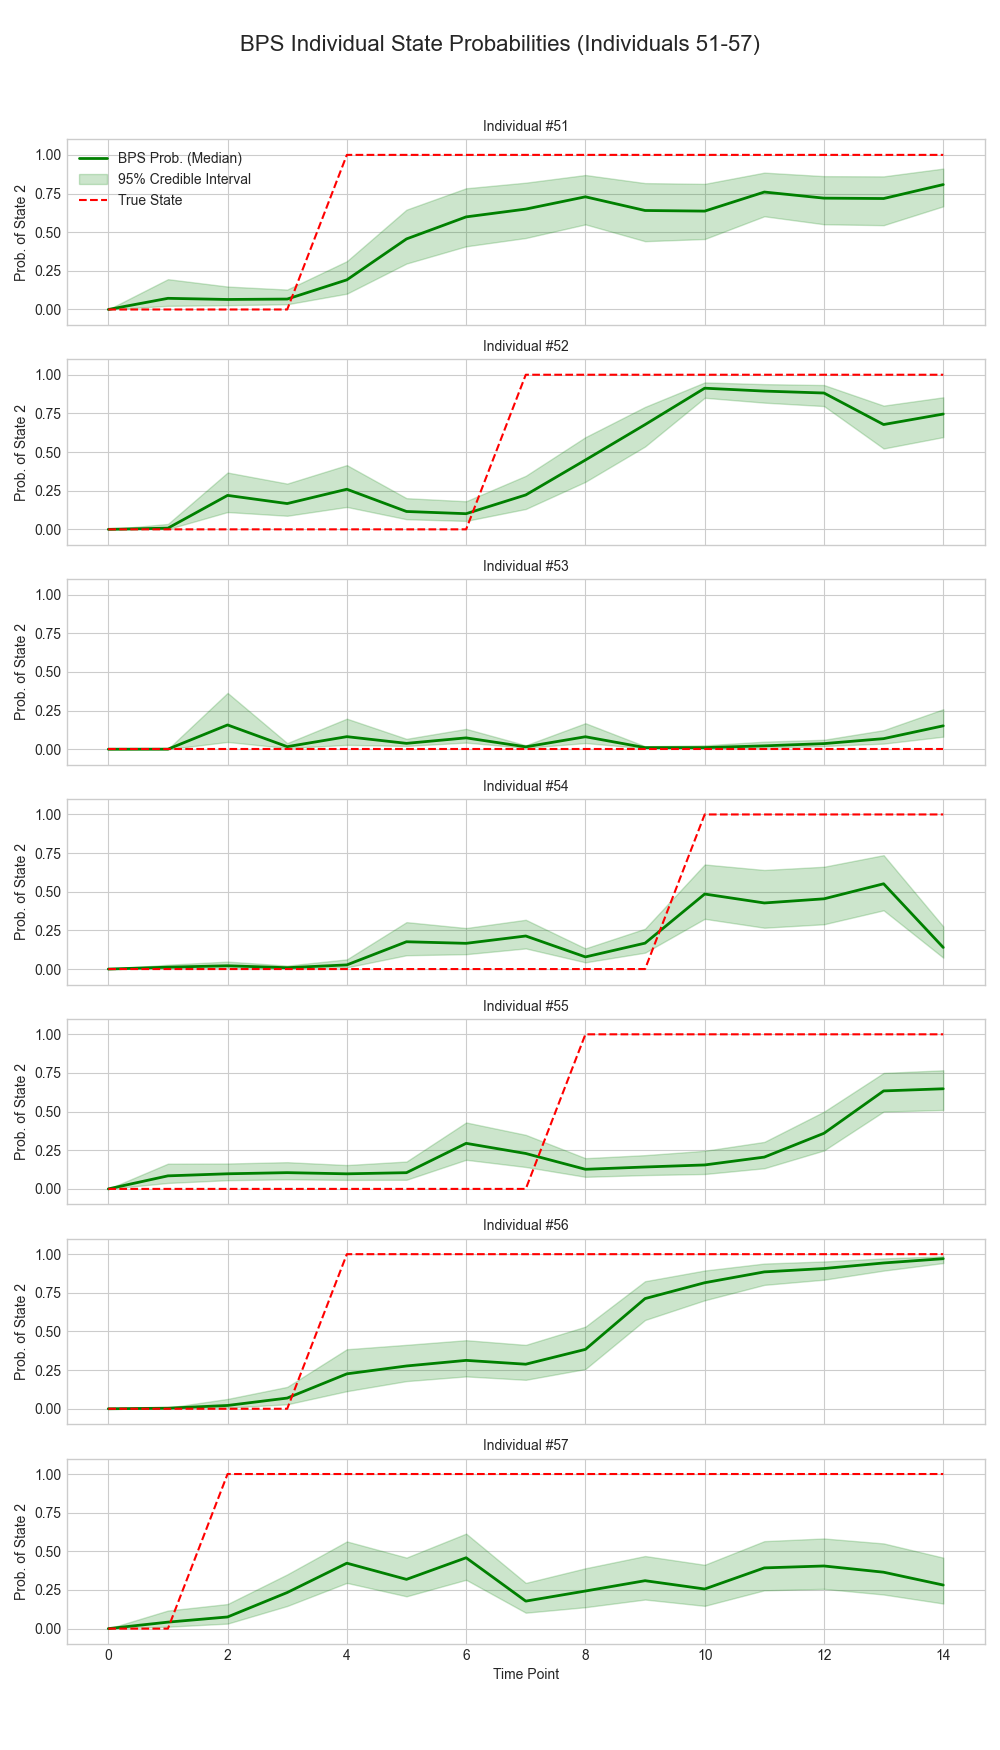 BPS Individual State Probabilities (Individuals 51-57)
Individual #51
BPS Prob. (Median)
95% Credible Interval
True State
Prob. of State 2
1.00
0.75
0.50
0.25
0.00
Individual #52
Prob. of State 2
1.00
0.75
0.50
0.25
0.00
Individual #53
Prob. of State 2
1.00
0.75
0.50
0.25
0.00
Individual #54
Prob. of State 2
1.00
0.75
0.50
0.25
0.00
Individual #55
Prob. of State 2
1.00
0.75
0.50
0.25
0.00
Individual #56
Prob. of State 2
1.00
0.75
0.50
0.25
0.00
Individual #57
Prob. of State 2
1.00
0.75
0.50
0.25
0.00
0 2 4 6 8 10 12 14
Time Point